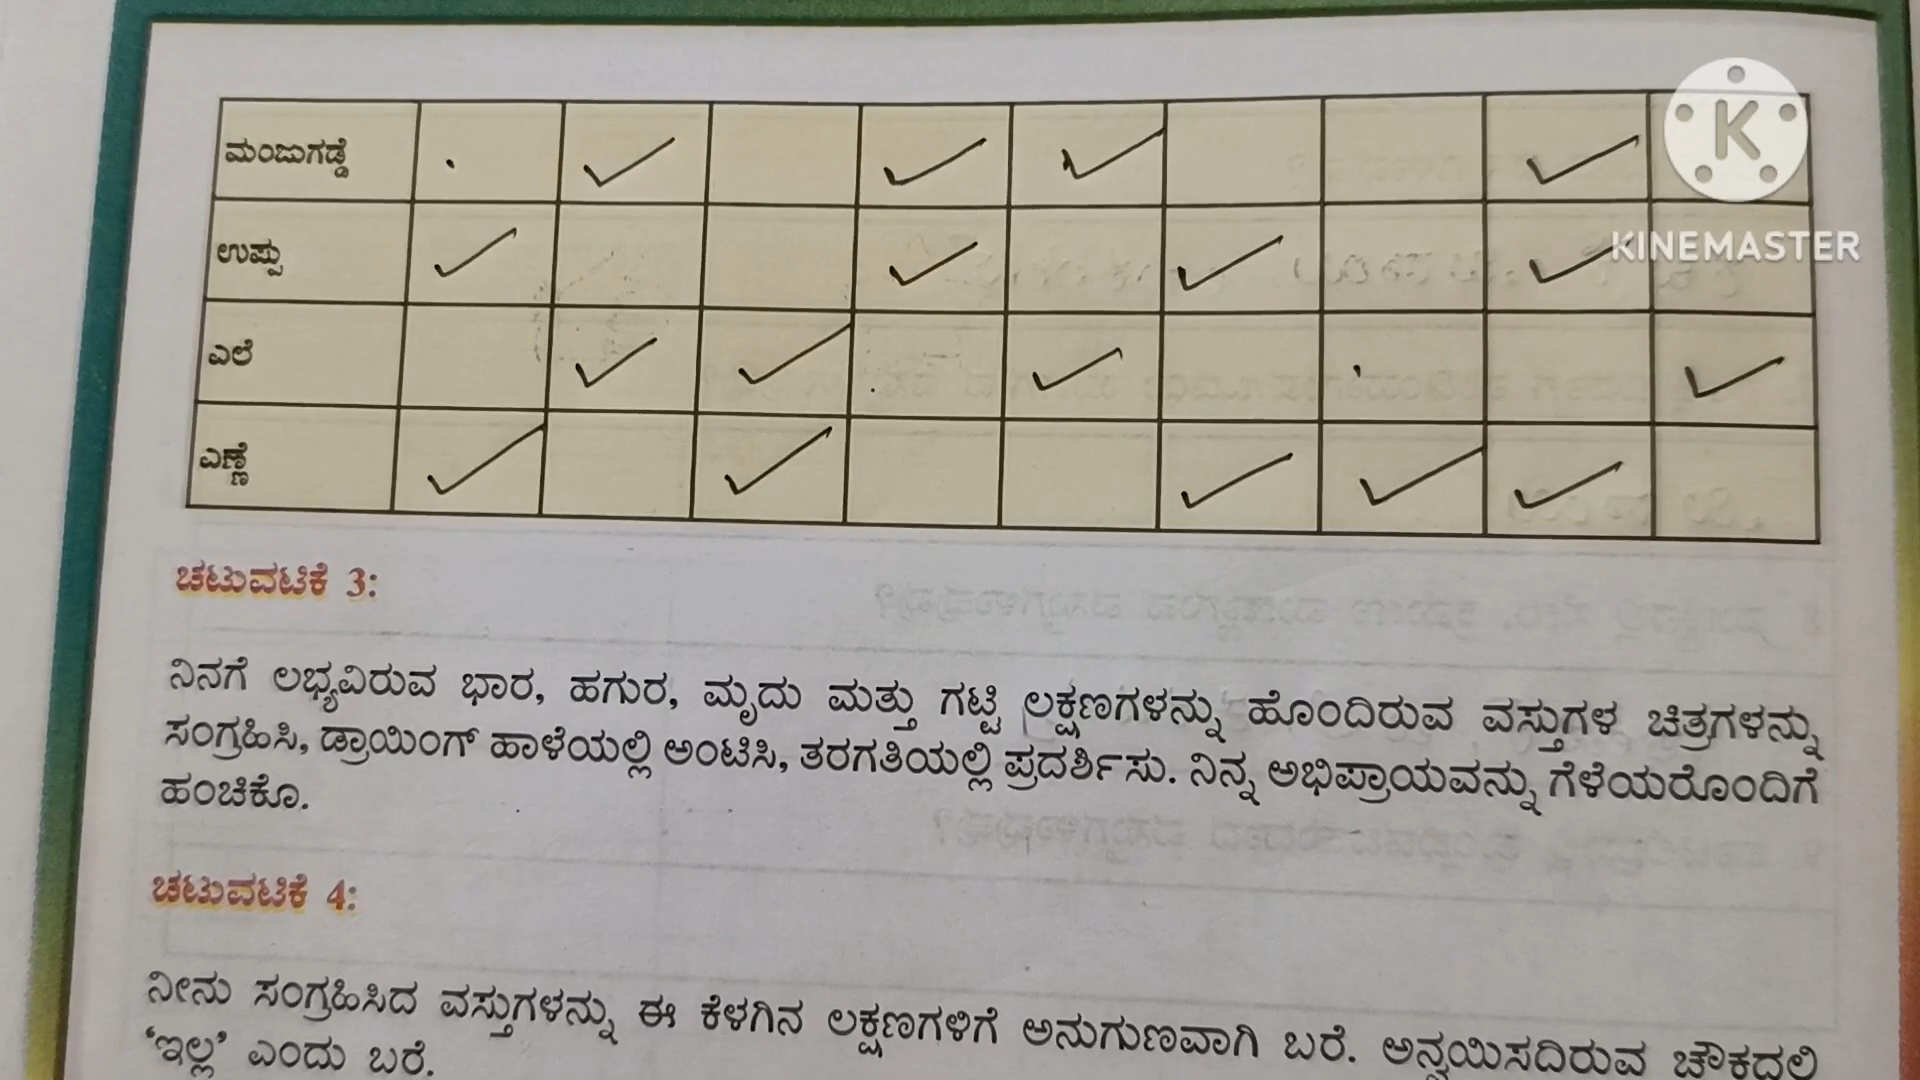 ಮಂಜುಗಡ್ಡೆ
KINEMASTER
ಉಪ್ಪು
ಎಲೆ
ಎಣ್ಣೆ
ಚಟುವಟಿಕೆ 3:
ನಿನಗೆ ಲಭ್ಯವಿರುವ ಭಾರ, ಹಗುರ, ಮೃದು ಮತ್ತು ಗಟ್ಟಿ ಲಕ್ಷಣಗಳನ್ನು ಹೊಂದಿರುವ ವಸ್ತುಗಳ ಚಿತ್ರಗಳನ್ನು
ಸಂಗ್ರಹಿಸಿ, ಡ್ರಾಯಿಂಗ್ ಹಾಳೆಯಲ್ಲಿ ಅಂಟಿಸಿ, ತರಗತಿಯಲ್ಲಿ ಪ್ರದರ್ಶಿಸು. ನಿನ್ನ ಅಭಿಪ್ರಾಯವನ್ನು ಗೆಳೆಯರೊಂದಿಗೆ
ಹಂಚಿಕೊ.
ಚಟುವಟಿಕೆ 4:
ನೀನು ಸಂಗ್ರಹಿಸಿದ ವಸ್ತುಗಳನ್ನು ಈ ಕೆಳಗಿನ ಲಕ್ಷಣಗಳಿಗೆ ಅನುಗುಣವಾಗಿ ಬರೆ. ಅನ್ವಯಿಸದಿರುವ ಚೌಕದಲ್ಲಿ
‘ಇಲ್ಲ’ ಎಂದು ಬರೆ.